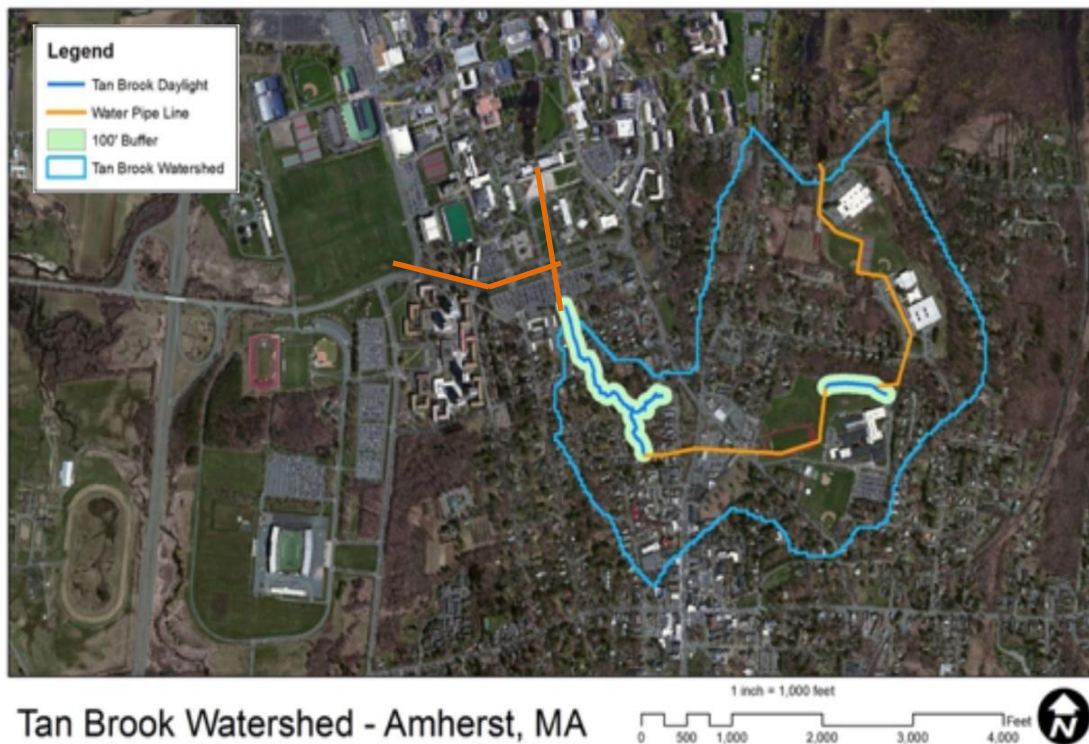 Legend
Tan Brook Daylight
Water Pipe Line
100' Buffer
Tan Brook Watershed
1 inch = 1,000 feet
Tan Brook Watershed - Amherst, MA
Feet
0 500 1,000 2,000 3,000 4,000
N